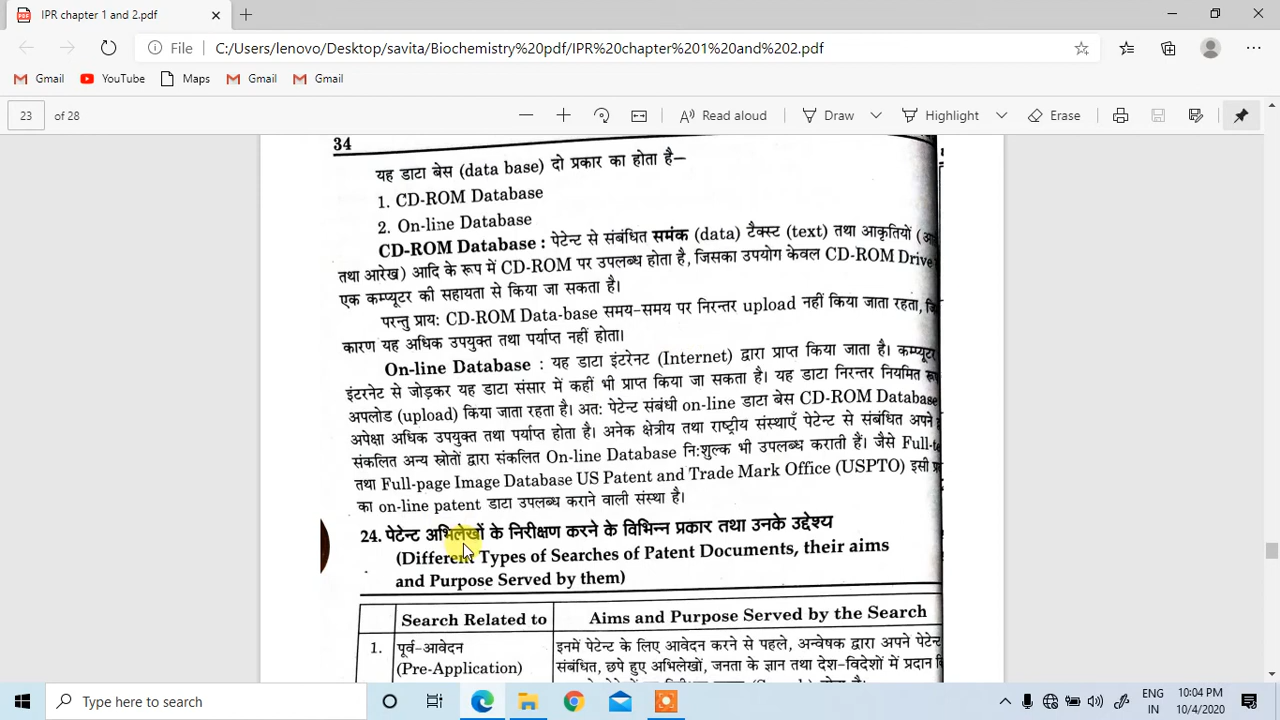 IPR chapter 1 and 2.pdf
File C:/Users/lenovo/Desktop/savita/Biochemistry%20pdf/IPR%20chapter%201%20and%202.pdf
Gmail YouTube Maps Gmail Gmail
23 of 28 Read aloud Draw Highlight Erase
34
यह डाटा बेस (data base) दो प्रकार का होता है–
1. CD-ROM Database
2. On-line Database
CD-ROM Database : पेटेन्ट से संबंधित समंक (data) टैक्स्ट (text) तथा आकृतियों
तथा आरेख) आदि के रूप में CD-ROM पर उपलब्ध होता है, जिसका उपयोग केवल CD-ROM Drive
एक कम्प्यूटर की सहायता से किया जा सकता है।
परन्तु प्राय: CD-ROM Data-base समय-समय पर निरन्तर upload नहीं किया जाता रहता,
कारण यह अधिक उपयुक्त तथा पर्याप्त नहीं होता।
On-line Database : यह डाटा इंटरनेट (Internet) द्वारा प्राप्त किया जाता है। कम्प्यूटर
इंटरनेट से जोड़कर यह डाटा संसार में कहीं भी प्राप्त किया जा सकता है। यह डाटा निरन्तर नियमित रूप
अपलोड (upload) किया जाता रहता है। अत: पेटेन्ट संबंधी on-line डाटा बेस CD-ROM Database
अपेक्षा अधिक उपयुक्त तथा पर्याप्त होता है। अनेक क्षेत्रीय तथा राष्ट्रीय संस्थाएँ पेटेन्ट से संबंधित अपने
संकलित अन्य स्रोतों द्वारा संकलित On-line Database नि:शुल्क भी उपलब्ध कराती हैं। जैसे Full-
तथा Full-page Image Database US Patent and Trade Mark Office (USPTO) इसी
का on-line patent डाटा उपलब्ध कराने वाली संस्था है।
24. पेटेन्ट अभिलेखों के निरीक्षण करने के विभिन्न प्रकार तथा उनके उद्देश्य
(Different Types of Searches of Patent Documents, their aims
and Purpose Served by them)
Search Related to Aims and Purpose Served by the Search
1. पूर्व-आवेदन इनमें पेटेन्ट के लिए आवेदन करने से पहले, अन्वेषक द्वारा अपने पेटेन्ट
(Pre-Application) संबंधित, छपे हुए अभिलेखों, जनता के ज्ञान तथा देश-विदेशों में प्रदान
Type here to search
ENG
IN
10:04 PM
10/4/2020